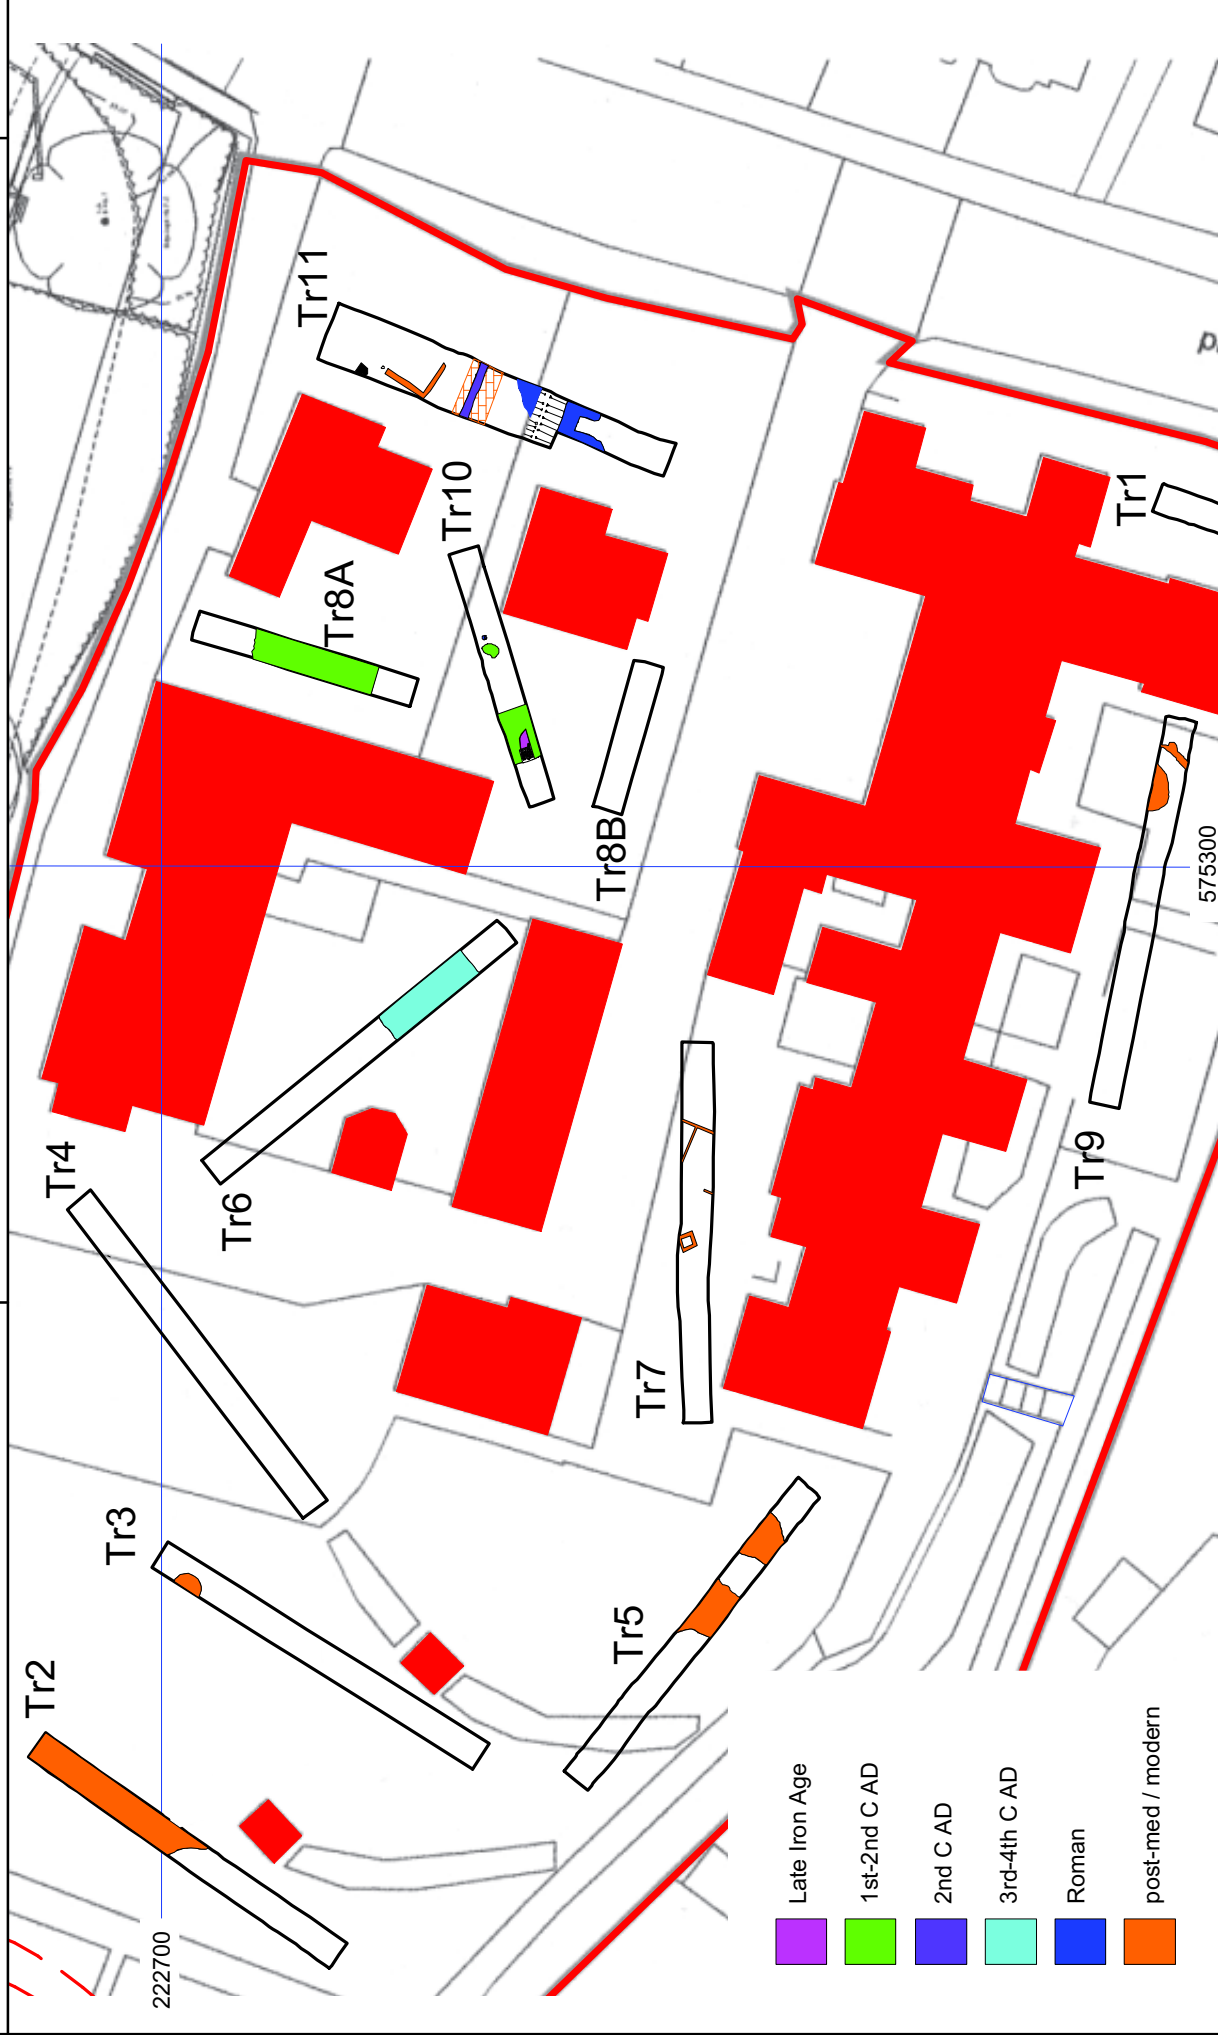 Tr11
Tr10
Tr8A
Tr1
Tr8B
575300
Tr4
Tr6
Tr9
Tr7
Tr3
Tr5
Tr2
222700
Late Iron Age
1st-2nd C AD
2nd C AD
3rd-4th C AD
Roman
post-med / modern